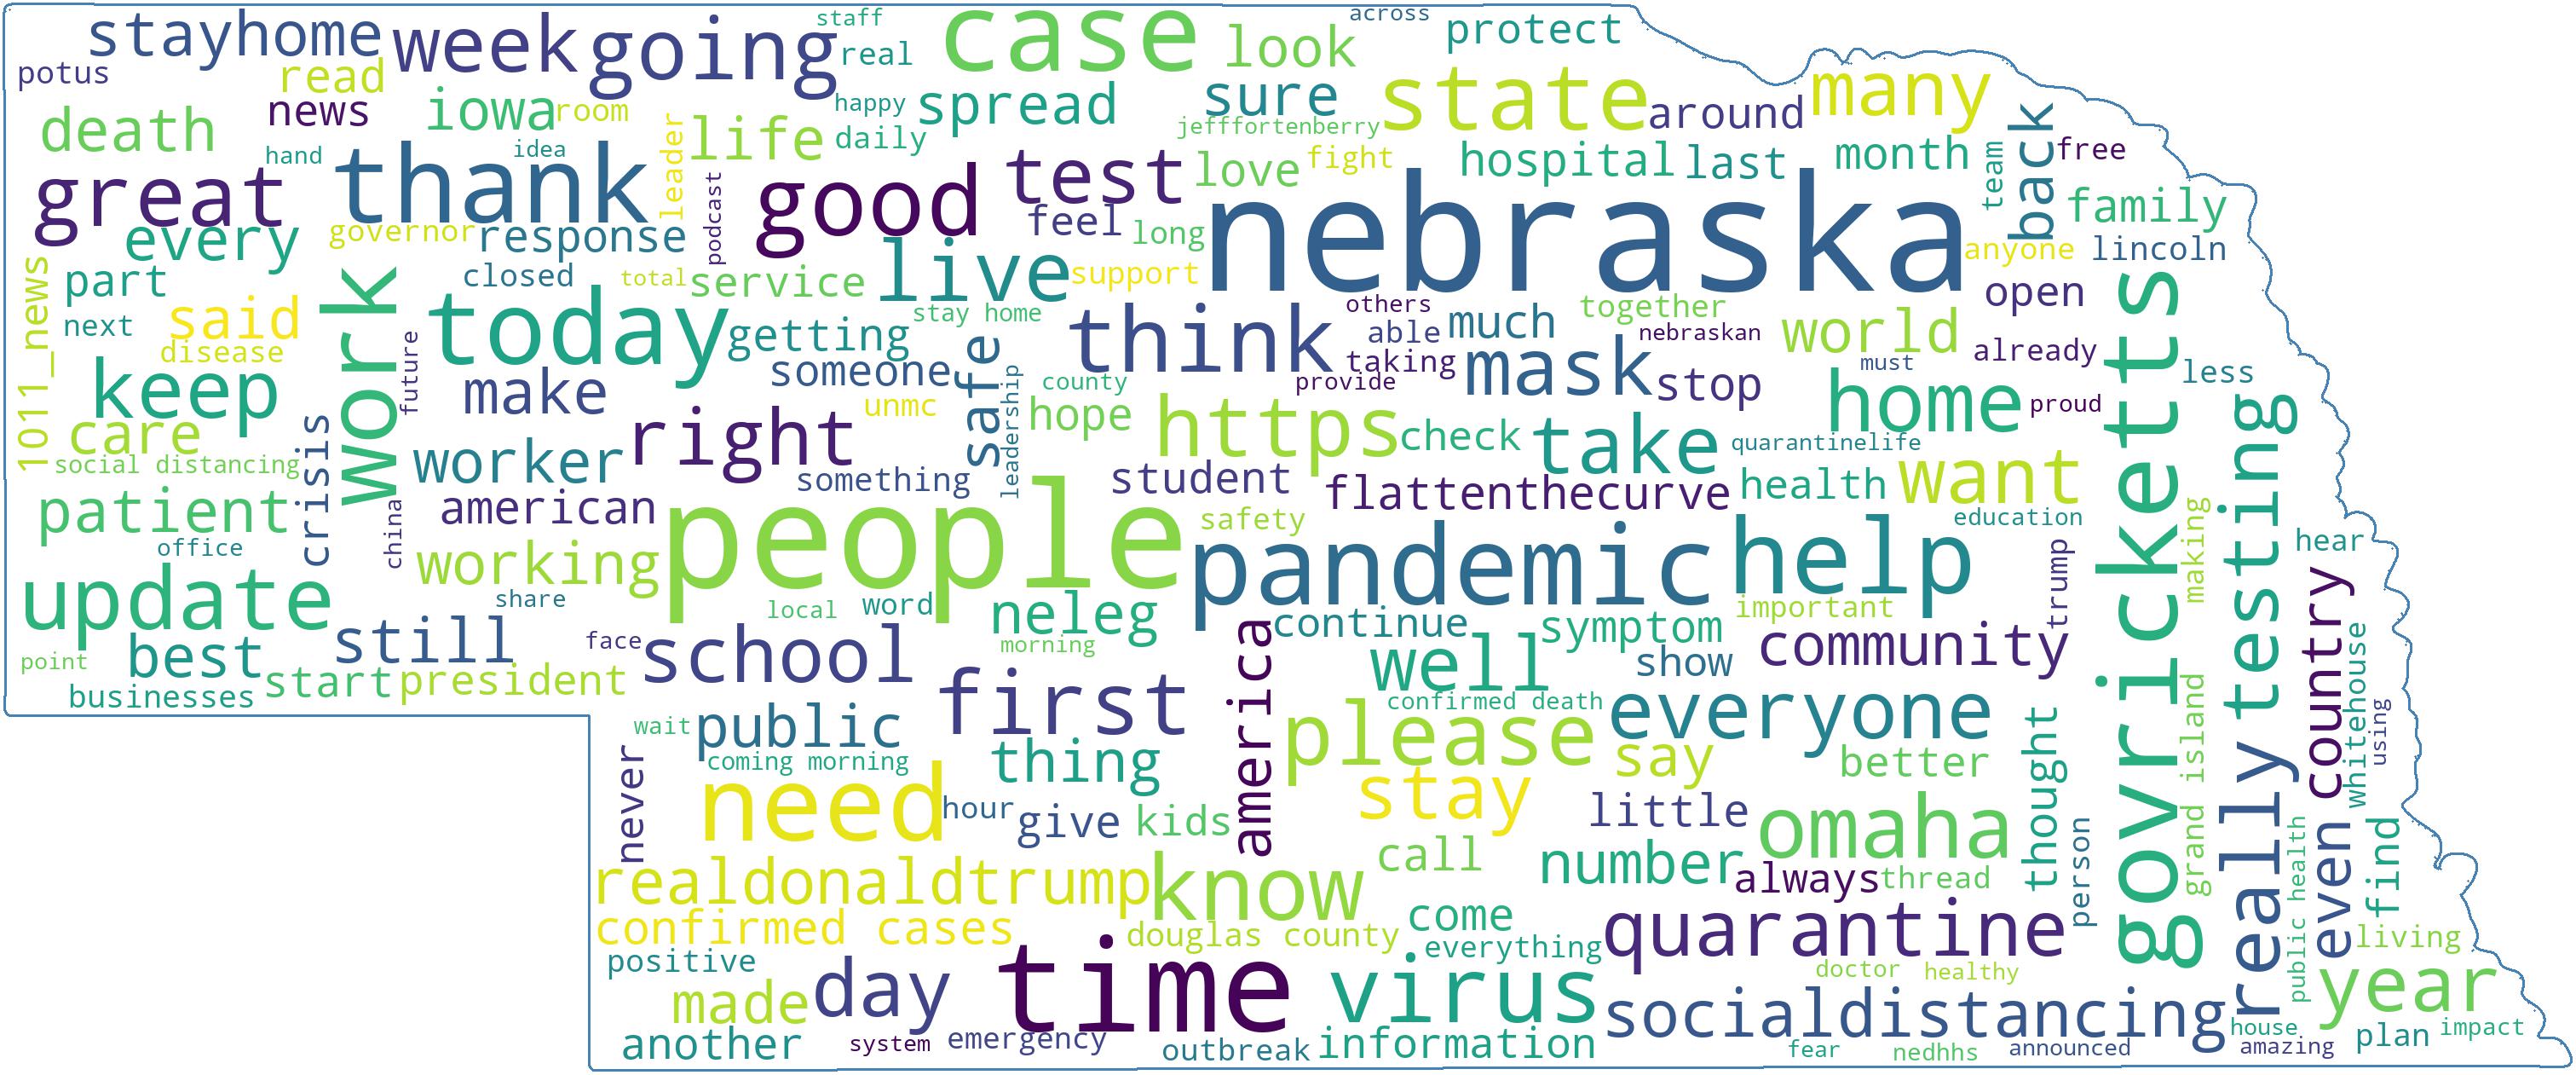 stayhome
week
going
staff
real
case
look
across
protect
potus
read
news
iowa
room
happy
spread
sure
state
around
many
death
hand
idea
leader
life
daily
jefffortenberry
great
thank
podcast
good
test
love
fight
hospital
last
month
team
back
free
every
governor
response
feel
long
nebraska
family
anyone
lincoln
1011_news
part
closed
total
service
live
support
open
next
said
work
today
getting
stay home
think
others
able
much
together
nebraskan
world
already
disease
future
make
someone
safe
leadership
county
taking
provide
mask
stop
must
less
keep
care
crisis
unmc
hope
https
check
take
home
proud
govricketts
testing
social distancing
worker
right
something
student
flattenthecurve
quarantinelife
health
want
patient
china
american
people
safety
education
office
working
pandemic
help
trump
making
hear
update
share
local
word
neleg
continue
symptom
important
community
country
whitehouse
point
best
still
face
school
morning
america
well
show
businesses
start
president
first
confirmed death
please
everyone
grand island
using
wait
public
coming morning
thing
say
better
thought
never
need
hour
give
kids
stay
little
omaha
really
realdonaldtrump
know
call
number
always
thread
person
public health
even
find
confirmed cases
douglas county
come
everything
quarantine
living
positive
made
day
time
virus
doctor
healthy
year
socialdistancing
another
system
emergency
outbreak
information
fear
nedhhs
announced
house
amazing
plan
impact